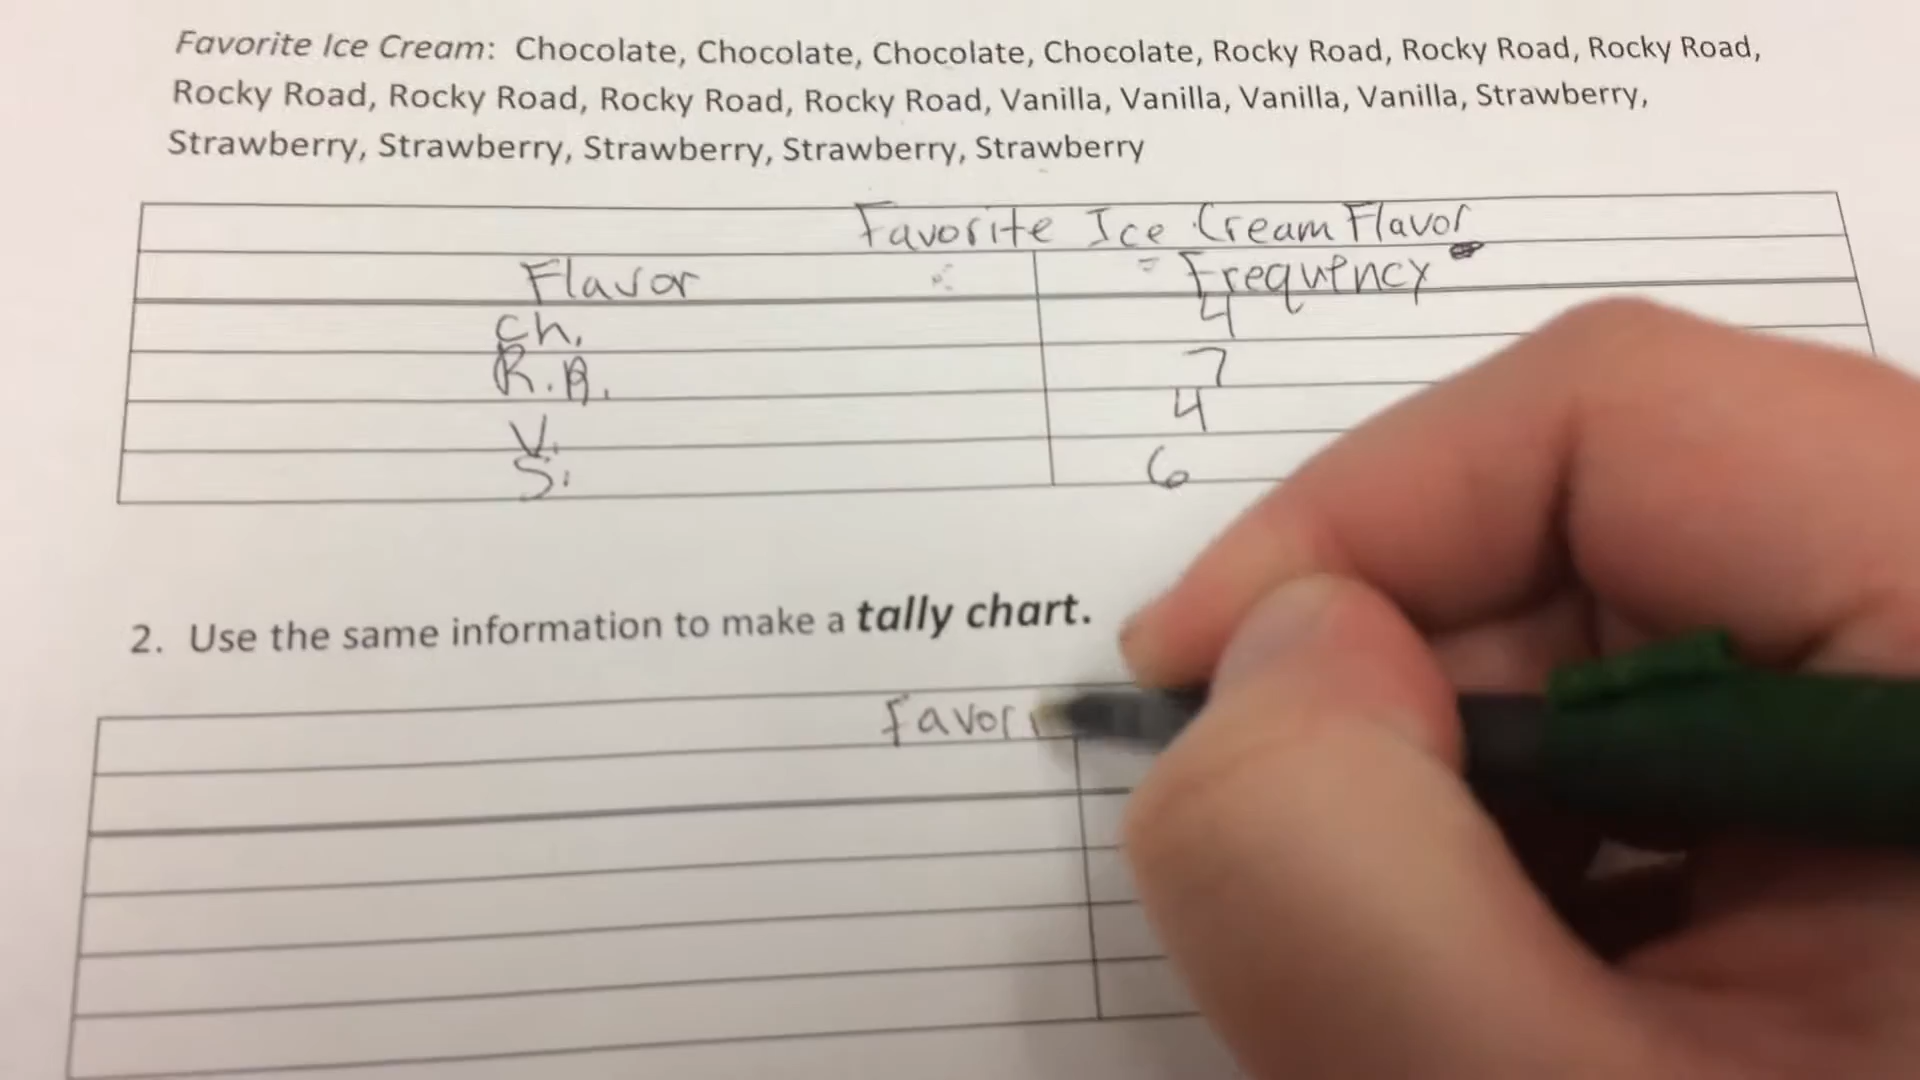 Favorite Ice Cream: Chocolate, Chocolate, Chocolate, Chocolate, Rocky Road, Rocky Road, Rocky Road,
Rocky Road, Rocky Road, Rocky Road, Rocky Road, Vanilla, Vanilla, Vanilla, Vanilla, Strawberry,
Strawberry, Strawberry, Strawberry, Strawberry, Strawberry
Favorite Ice Cream Flavor
Flavor Frequency
Ch. 4
R.R. 7
V. 4
S. 6
2. Use the same information to make a tally chart.
Favori